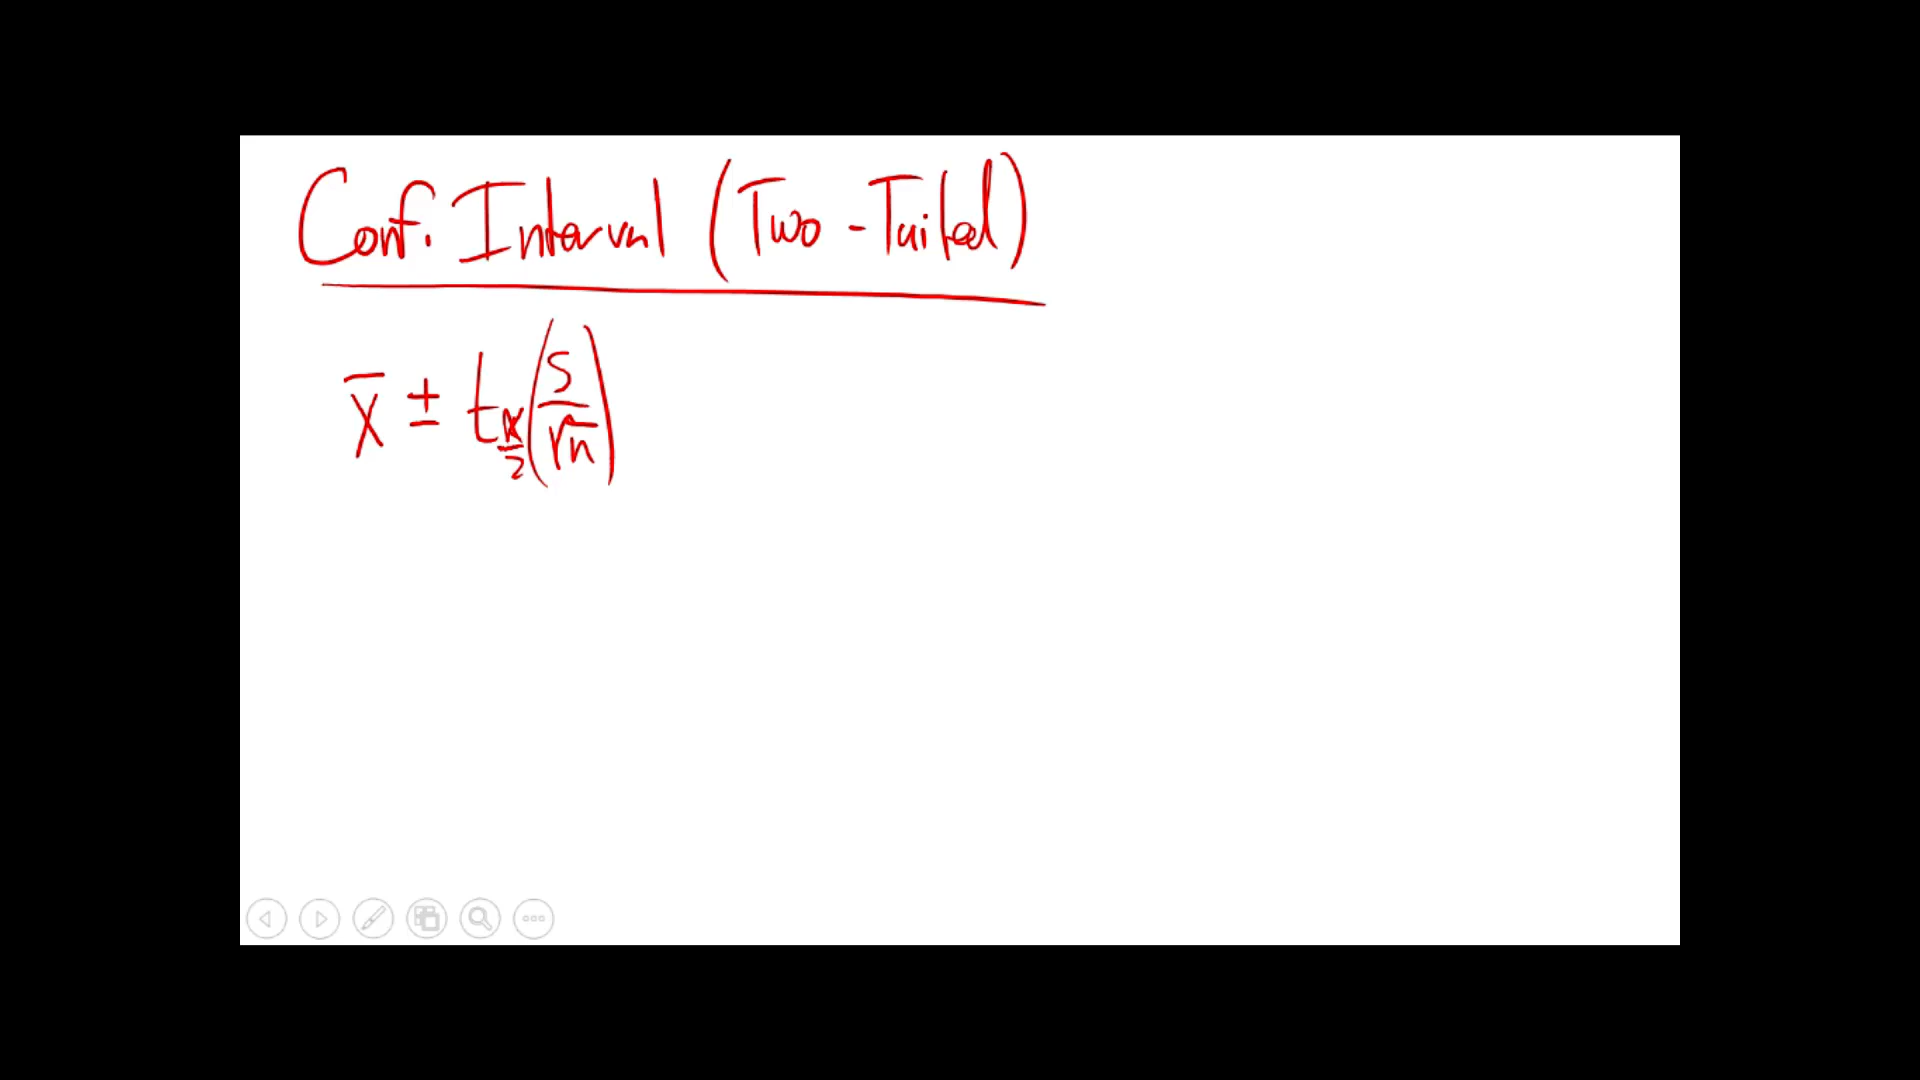 Conf. Interval (Two-Tailed)
x̄ ± t_{α/2}(s/√n)